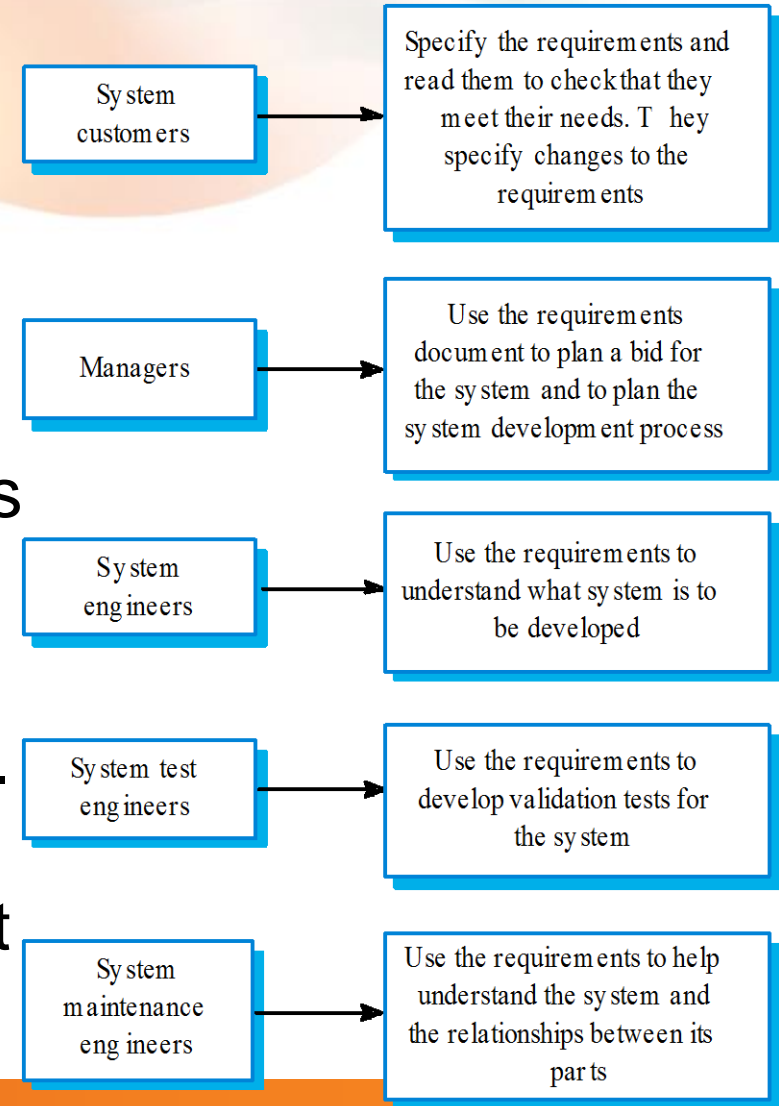 System
customers
Specify the requirements and
read them to checkthat they
meet their needs. T hey
specify changes to the
requirements
Managers
Use the requirements
document to plan a bid for
the system and to plan the
system development process
s
System
engineers
Use the requirements to
understand what system is to
be developed
.
System test
engineers
Use the requirements to
develop validation tests for
the system
t
System
maintenance
engineers
Use the requirements to help
understand the system and
the relationships between its
parts